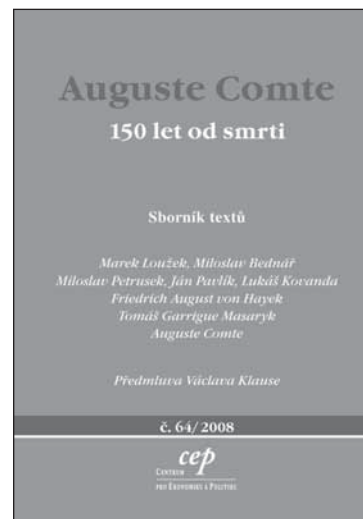 Auguste Comte
150 let od smrti
Sborník textů
Marek Loužek, Miloslav Bednář
Miloslav Petrusek, Ján Pavlík, Lukáš Kovanda
Friedrich August von Hayek
Tomáš Garrigue Masaryk
Auguste Comte
Předmluva Václava Klause
č. 64/2008
cep
CENTRUM
PRO EKONOMIKU A POLITIKU